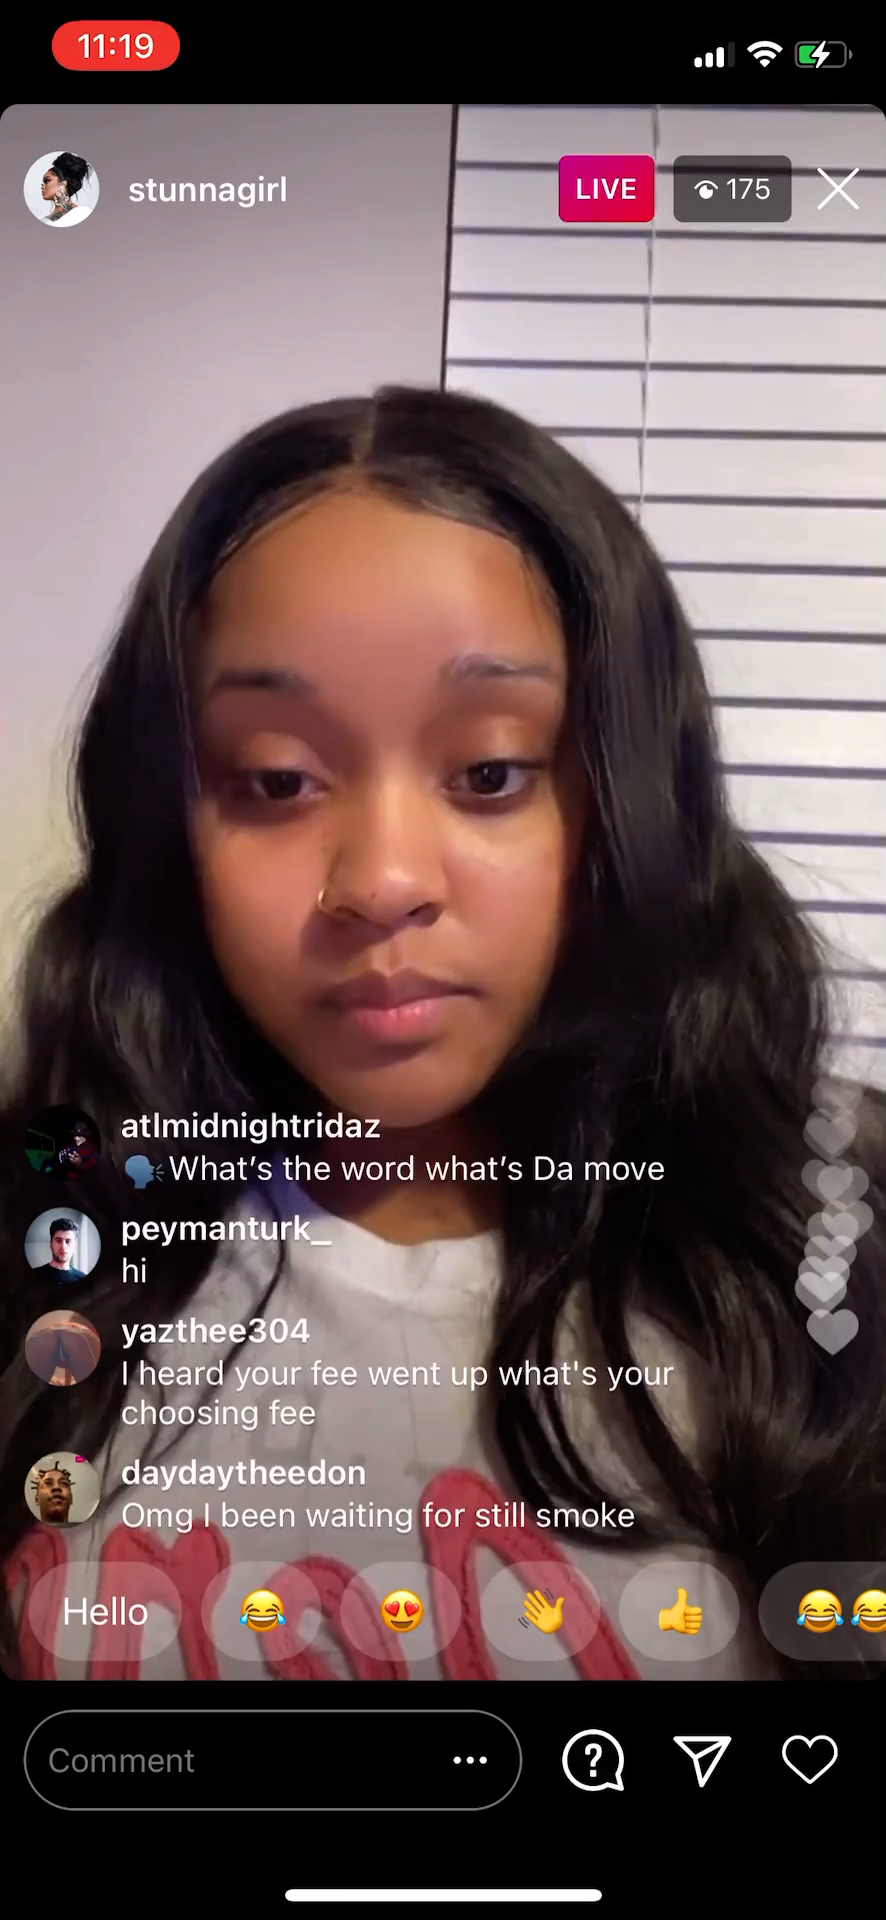 11:19
stunnagirl
LIVE
175
atlmidnightridaz
🗣️What's the word what's Da move
peymanturk_
hi
yazthee304
I heard your fee went up what's your
choosing fee
daydaytheedon
Omg I been waiting for still smoke
Hello 😂 😍 👋 👍 😂😂
Comment